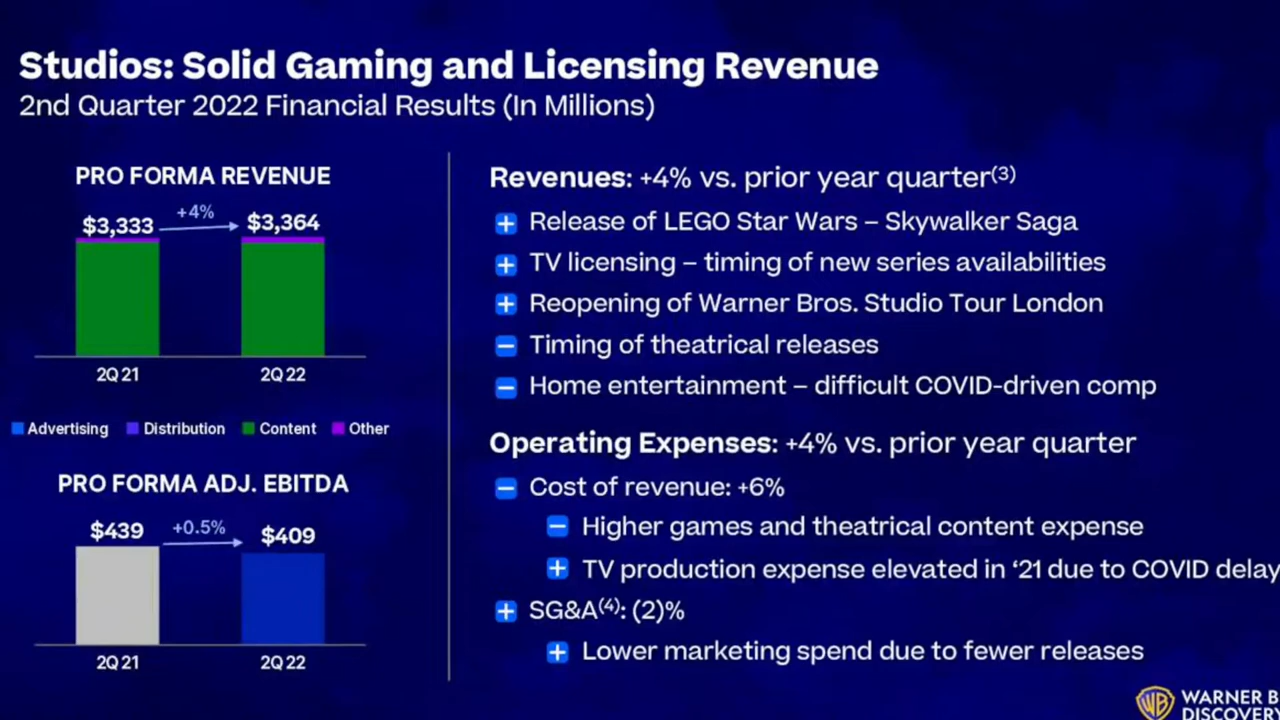 Studios: Solid Gaming and Licensing Revenue
2nd Quarter 2022 Financial Results (In Millions)
PRO FORMA REVENUE
$3,333
+4%
$3,364
2Q 21
2Q 22
Advertising
Distribution
Content
Other
PRO FORMA ADJ. EBITDA
$439
+0.5%
$409
2Q 21
2Q 22
Revenues: +4% vs. prior year quarter(3)
+ Release of LEGO Star Wars – Skywalker Saga
+ TV licensing – timing of new series availabilities
+ Reopening of Warner Bros. Studio Tour London
– Timing of theatrical releases
– Home entertainment – difficult COVID-driven comp
Operating Expenses: +4% vs. prior year quarter
– Cost of revenue: +6%
– Higher games and theatrical content expense
+ TV production expense elevated in ‘21 due to COVID delay
+ SG&A(4): (2)%
+ Lower marketing spend due to fewer releases
WB
WARNER B
DISCOVERY